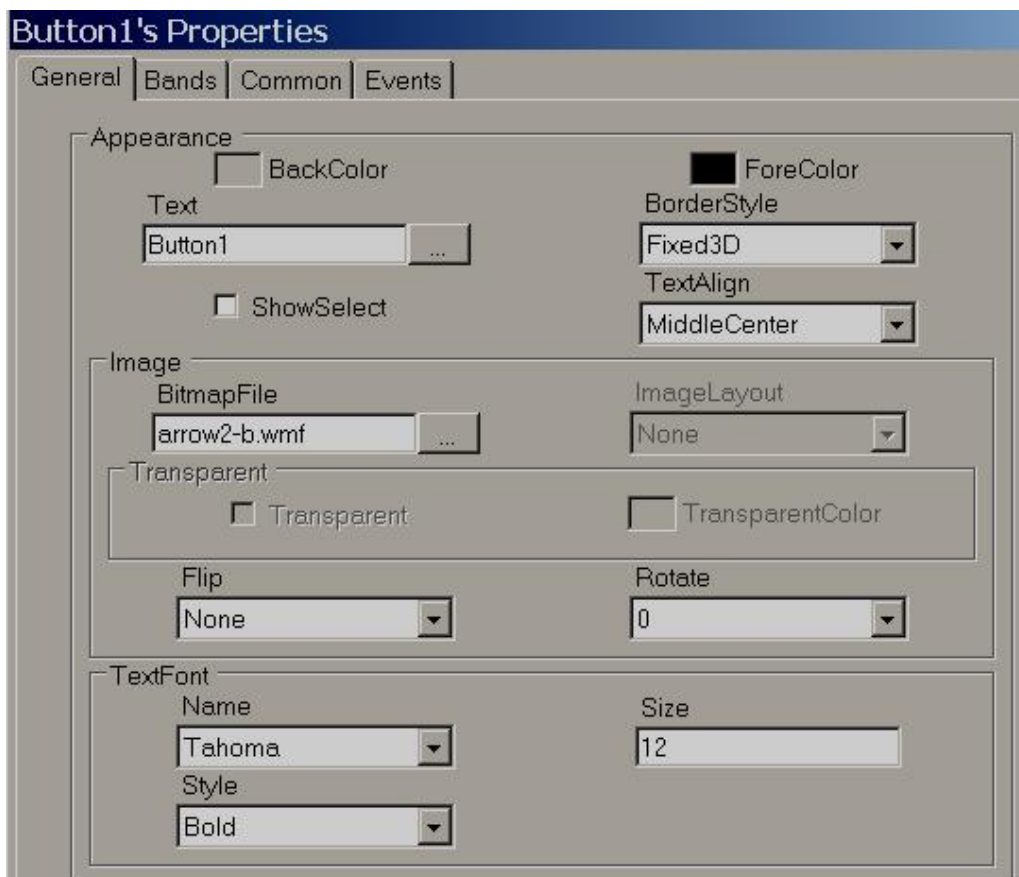 Button1's Properties
General Bands Common Events
Appearance
BackColor ForeColor
Text BorderStyle
Button1 ... Fixed3D
TextAlign
ShowSelect
MiddleCenter
Image
BitmapFile ImageLayout
arrow2-b.wmf ... None
Transparent
Transparent TransparentColor
Flip Rotate
None 0
TextFont
Name Size
Tahoma 12
Style
Bold